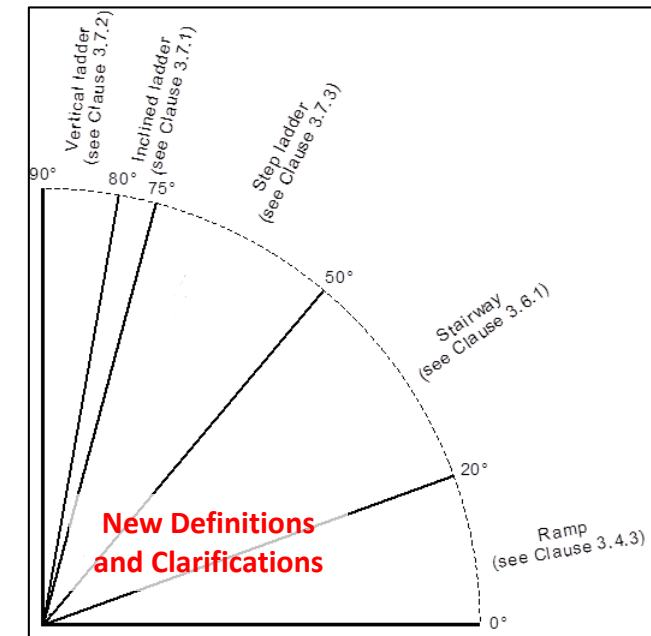 Vertical ladder
(see Clause 3.7.2)
Inclined ladder
(see Clause 3.7.1)
Step ladder
(see Clause 3.7.3)
90°
80°
75°
50°
Stairway
(see Clause 3.6.1)
20°
New Definitions
and Clarifications
Ramp
(see Clause 3.4.3)
0°